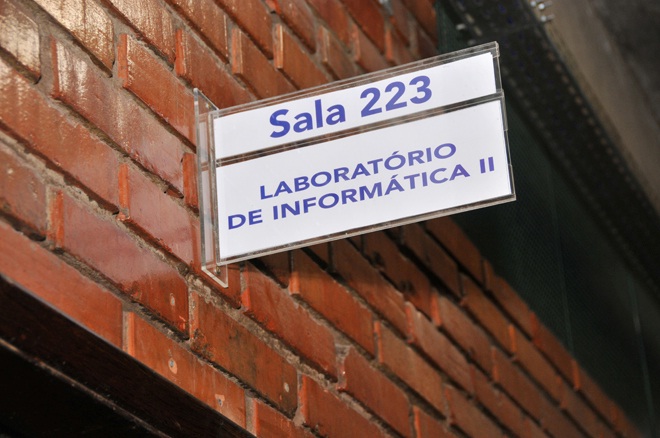 Sala 223
LABORATÓRIO
DE INFORMÁTICA II